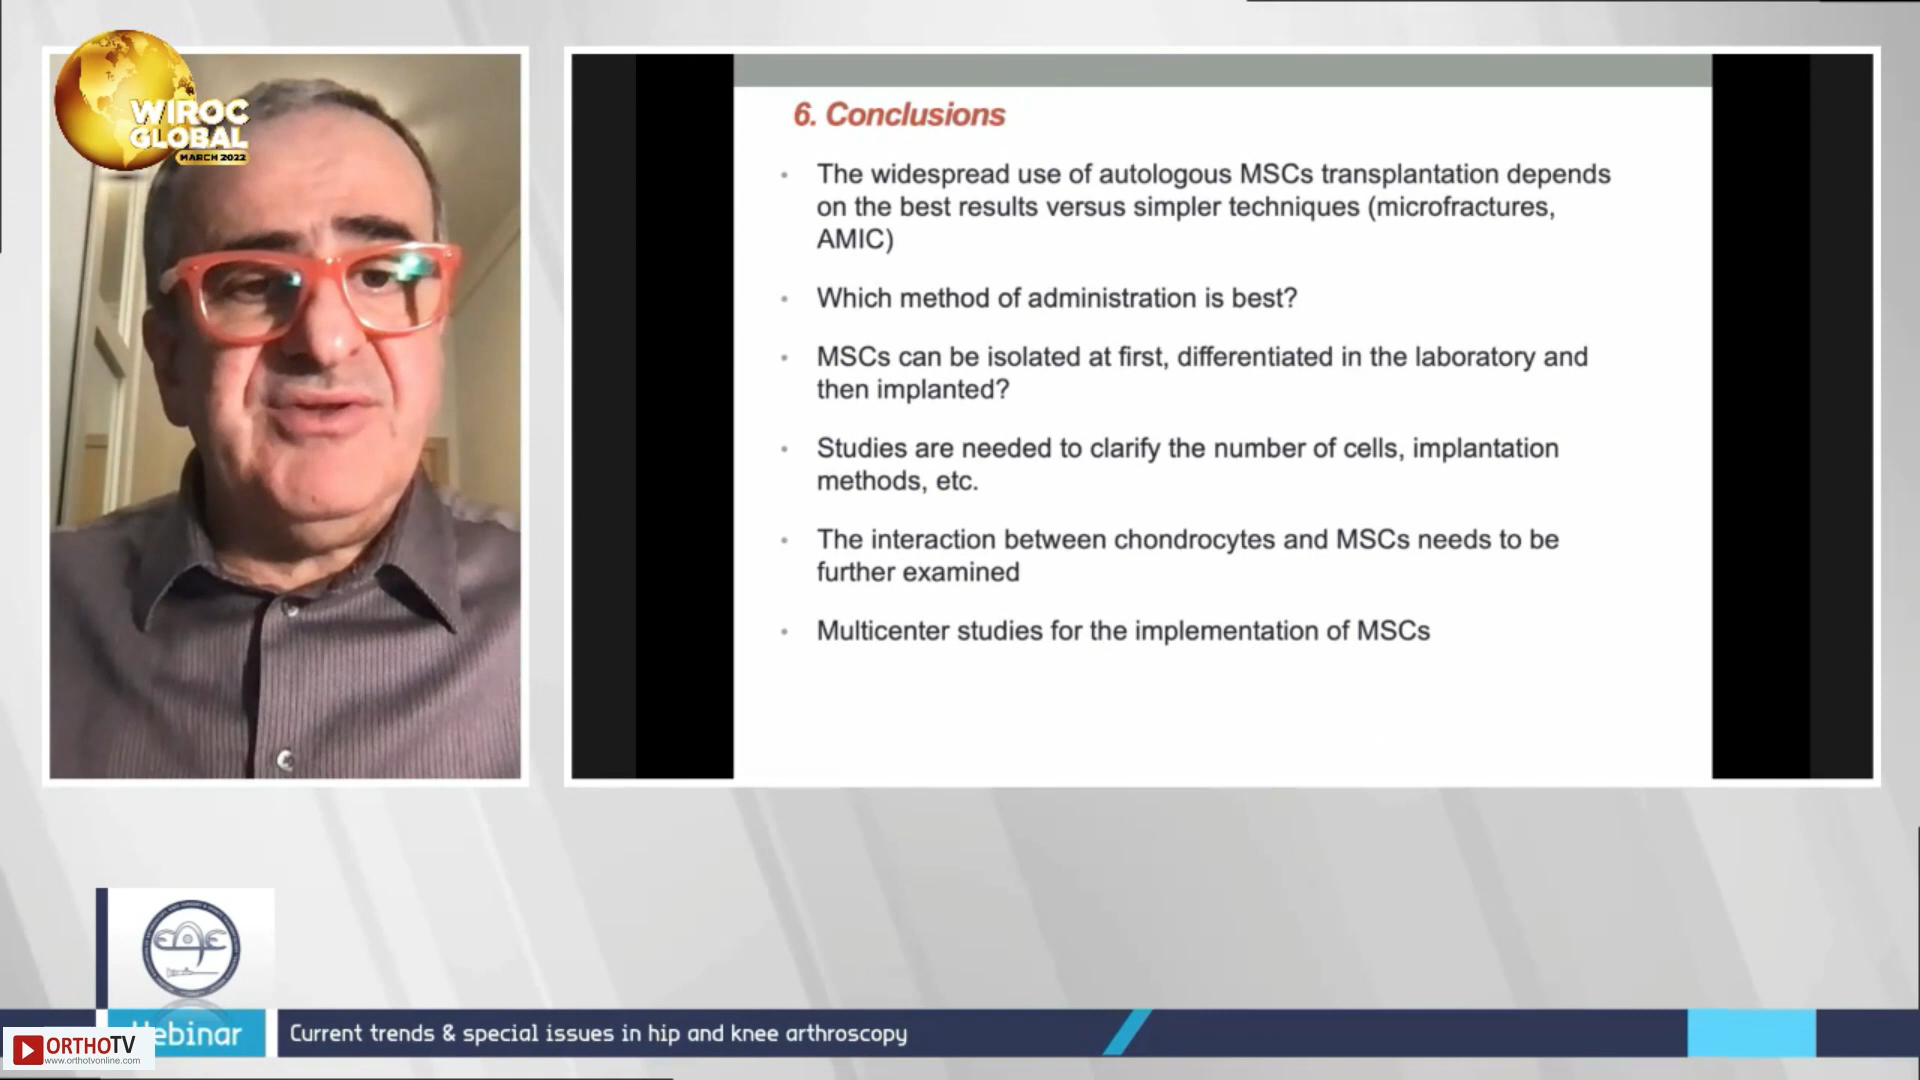 WIROC
GLOBAL
MARCH 2022
6. Conclusions
The widespread use of autologous MSCs transplantation depends
on the best results versus simpler techniques (microfractures,
AMIC)
Which method of administration is best?
MSCs can be isolated at first, differentiated in the laboratory and
then implanted?
Studies are needed to clarify the number of cells, implantation
methods, etc.
The interaction between chondrocytes and MSCs needs to be
further examined
Multicenter studies for the implementation of MSCs
Webinar
Current trends & special issues in hip and knee arthroscopy
ORTHOTV
www.orthotvonline.com